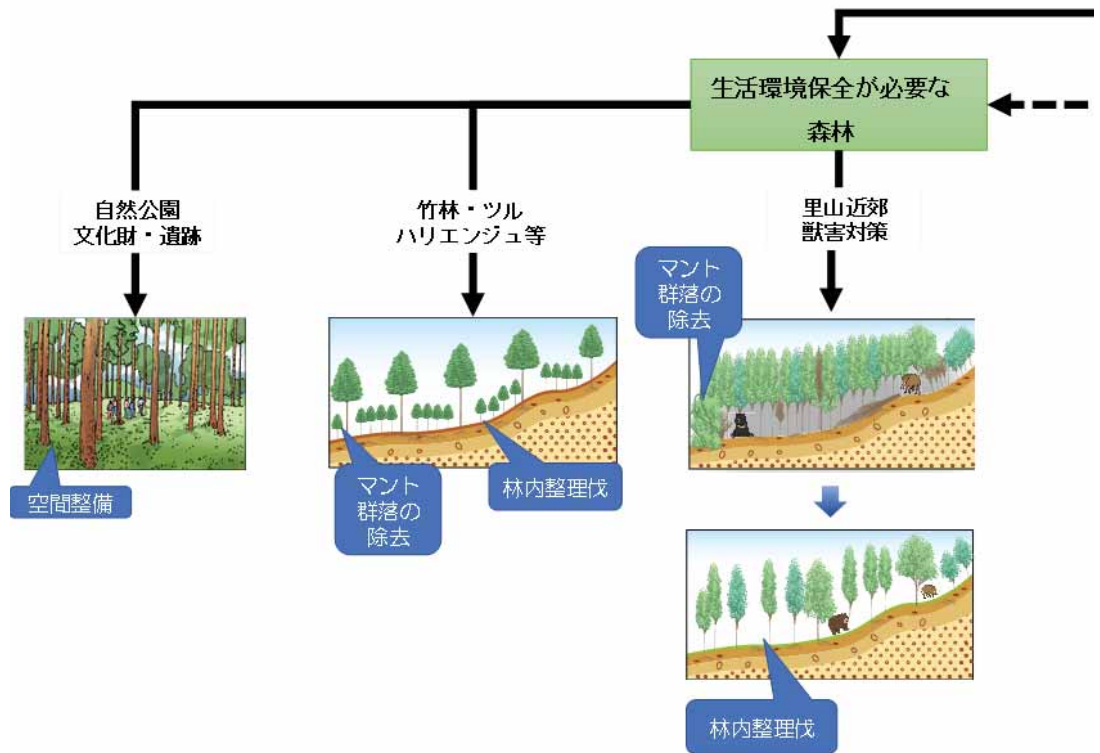 生活環境保全が必要な
森林
自然公園
文化財・遺跡
竹林・ツル
ハリエンジュ等
里山近郊
獣害対策
マント
群落の
除去
空間整備
マント
群落の
除去
林内整理伐
林内整理伐